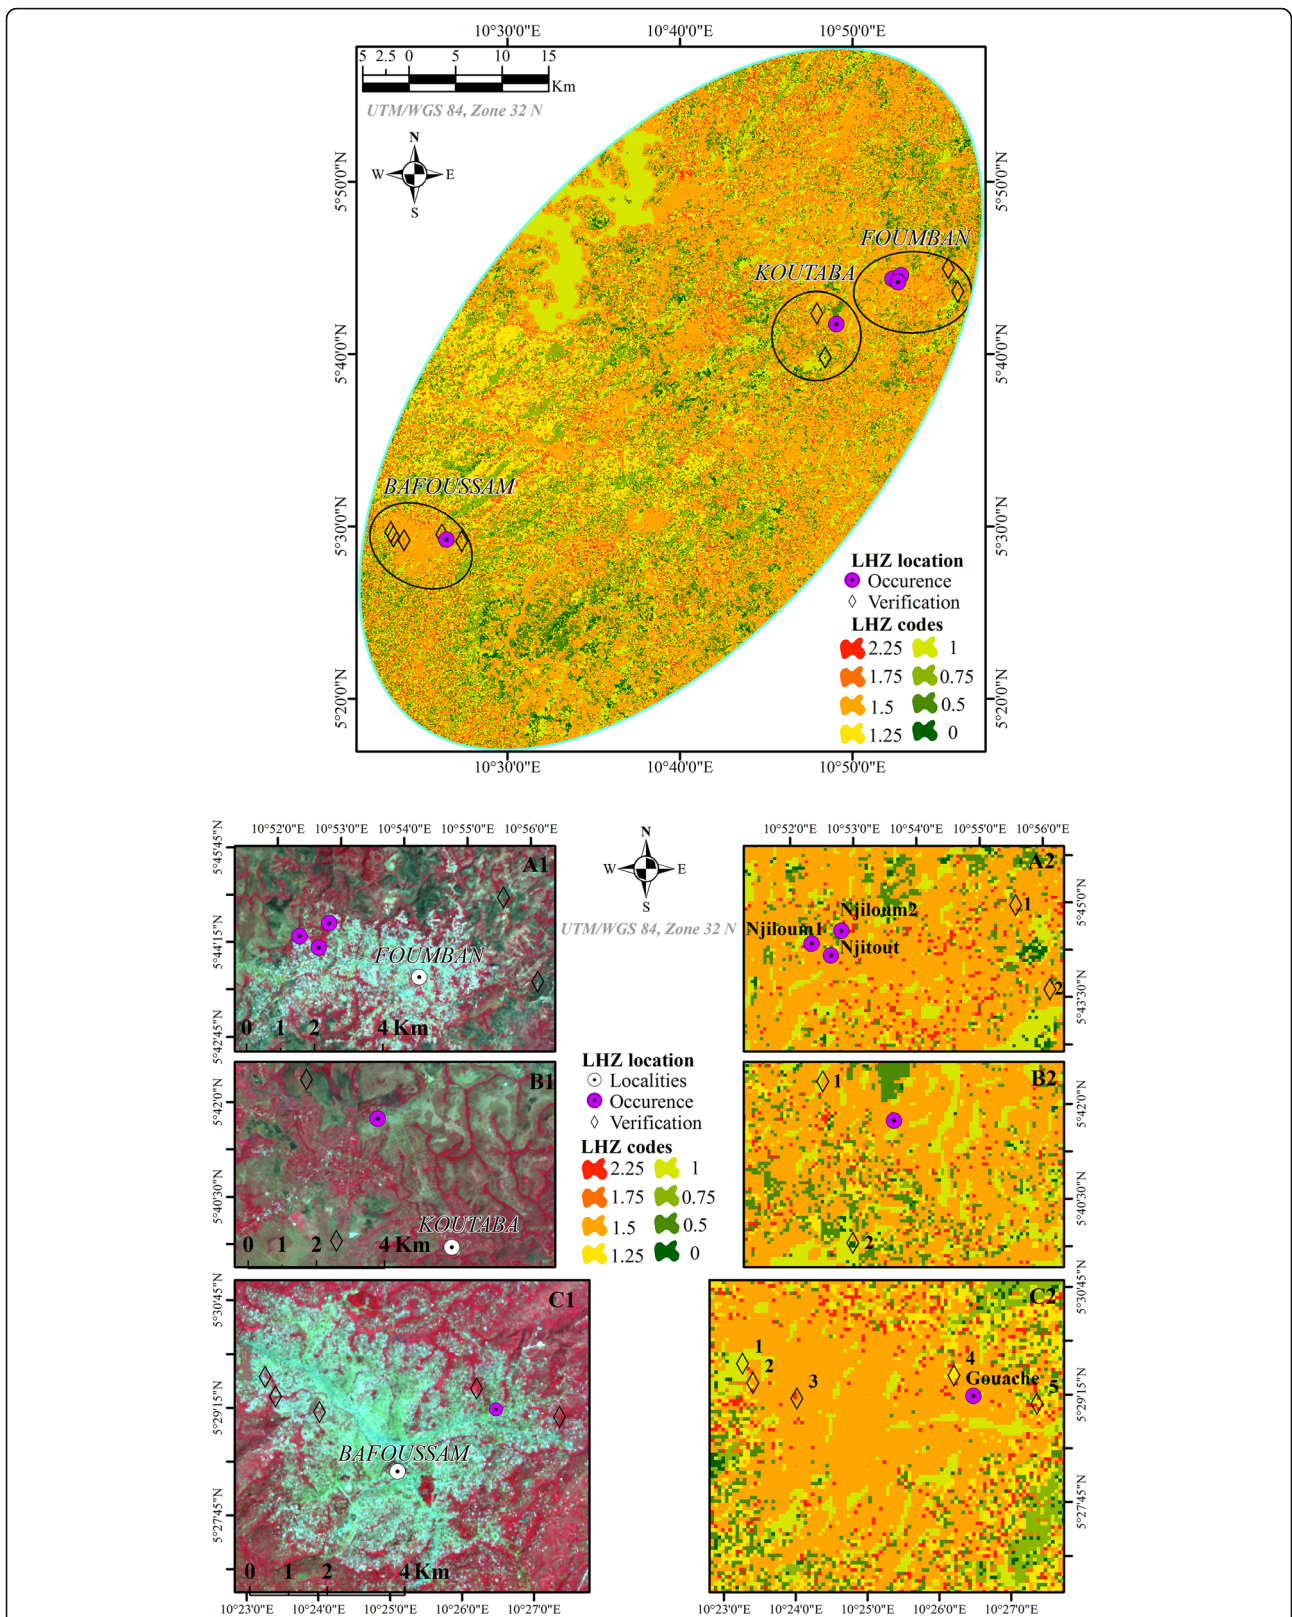 10°30'0"E 10°40'0"E 10°50'0"E
5 2.5 0 5 10 15
Km
UTM/WGS 84, Zone 32 N
N
W E
S
5°50'0"N 5°50'0"N
FOUMBAN
KOUTABA
5°40'0"N 5°40'0"N
BAFOUSSAM
5°30'0"N 5°30'0"N
LHZ location
Occurence
Verification
LHZ codes
2.25 1
1.75 0.75
1.5 0.5
1.25 0
5°20'0"N 5°20'0"N
10°30'0"E 10°40'0"E 10°50'0"E
10°52'0"E 10°53'0"E 10°54'0"E 10°55'0"E 10°56'0"E
5°45'45"N
5°44'15"N
5°42'45"N
A1
FOUMBAN
0 1 2 4 Km
N
W E
S
UTM/WGS 84, Zone 32 N
10°52'0"E 10°53'0"E 10°54'0"E 10°55'0"E 10°56'0"E
A2
1
Njiloum2
Njiloum1
Njitout
2
5°45'0"N
5°43'30"N
5°42'0"N
5°40'30"N
B1
KOUTABA
0 1 2 4 Km
LHZ location
Localities
Occurence
Verification
LHZ codes
2.25 1
1.75 0.75
1.5 0.5
1.25 0
1
B2
2
5°42'0"N
5°40'30"N
5°30'45"N
5°29'15"N
5°27'45"N
C1
BAFOUSSAM
0 1 2 4 Km
10°23'0"E 10°24'0"E 10°25'0"E 10°26'0"E 10°27'0"E
C2
1
2
3
4
Gouache
5
5°30'45"N
5°29'15"N
5°27'45"N
10°23'0"E 10°24'0"E 10°25'0"E 10°26'0"E 10°27'0"E